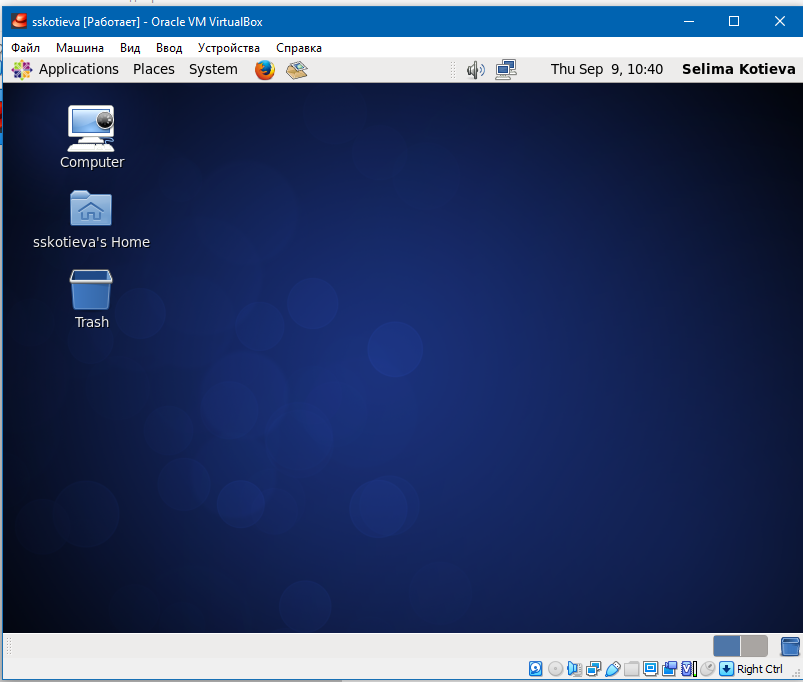 sskotieva [Работает] - Oracle VM VirtualBox
Файл Машина Вид Ввод Устройства Справка
Applications Places System Thu Sep 9, 10:40 Selima Kotieva
Computer
sskotieva's Home
Trash
Right Ctrl